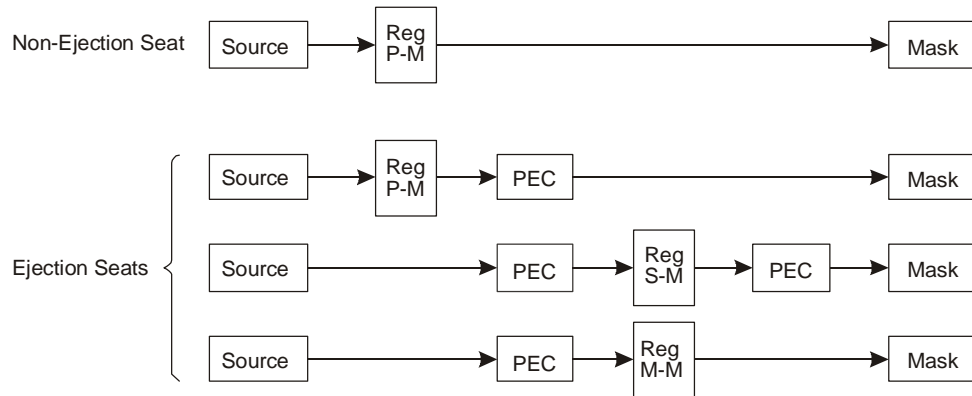 Non-Ejection Seat
Source
Reg
P-M
Mask
Ejection Seats
Source
Reg
P-M
PEC
Mask
Source
PEC
Reg
S-M
PEC
Mask
Source
PEC
Reg
M-M
Mask